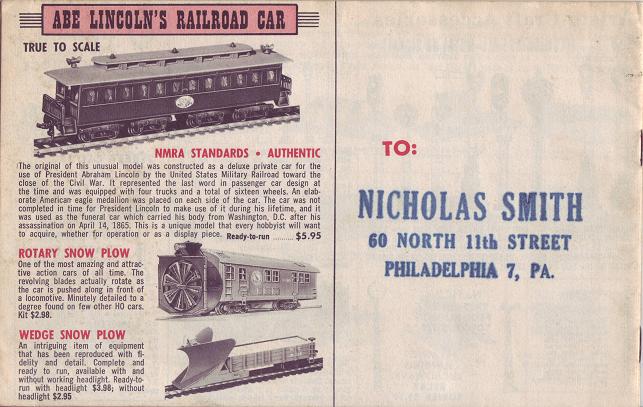 ABE LINCOLN'S RAILROAD CAR
TRUE TO SCALE
NMRA STANDARDS • AUTHENTIC
The original of this unusual model was constructed as a deluxe private car for the
use of President Abraham Lincoln by the United States Military Railroad toward the
close of the Civil War. It represented the last word in passenger car design at
the time and was equipped with four trucks and a total of sixteen wheels. An elab-
orate American eagle medallion was placed on each side of the car. The car was not
completed in time for President Lincoln to make use of it during his lifetime, and it
was used as the funeral car which carried his body from Washington, D.C. after his
assassination on April 14, 1865. This is a unique model that every hobbyist will want
to acquire, whether for operation or as a display piece. Ready-to-run .......... $5.95
ROTARY SNOW PLOW
One of the most amazing and attrac-
tive action cars of all time. The
revolving blades actually rotate as
the car is pushed along in front of
a locomotive. Minutely detailed to a
degree found on few other HO cars.
Kit $2.98.
WEDGE SNOW PLOW
An intriguing item of equipment
that has been reproduced with fi-
delity and detail. Complete and
ready to run, available with and
without working headlight. Ready-to-
run with headlight $3.98; without
headlight $2.95
TO:
NICHOLAS SMITH
60 NORTH 11th STREET
PHILADELPHIA 7, PA.